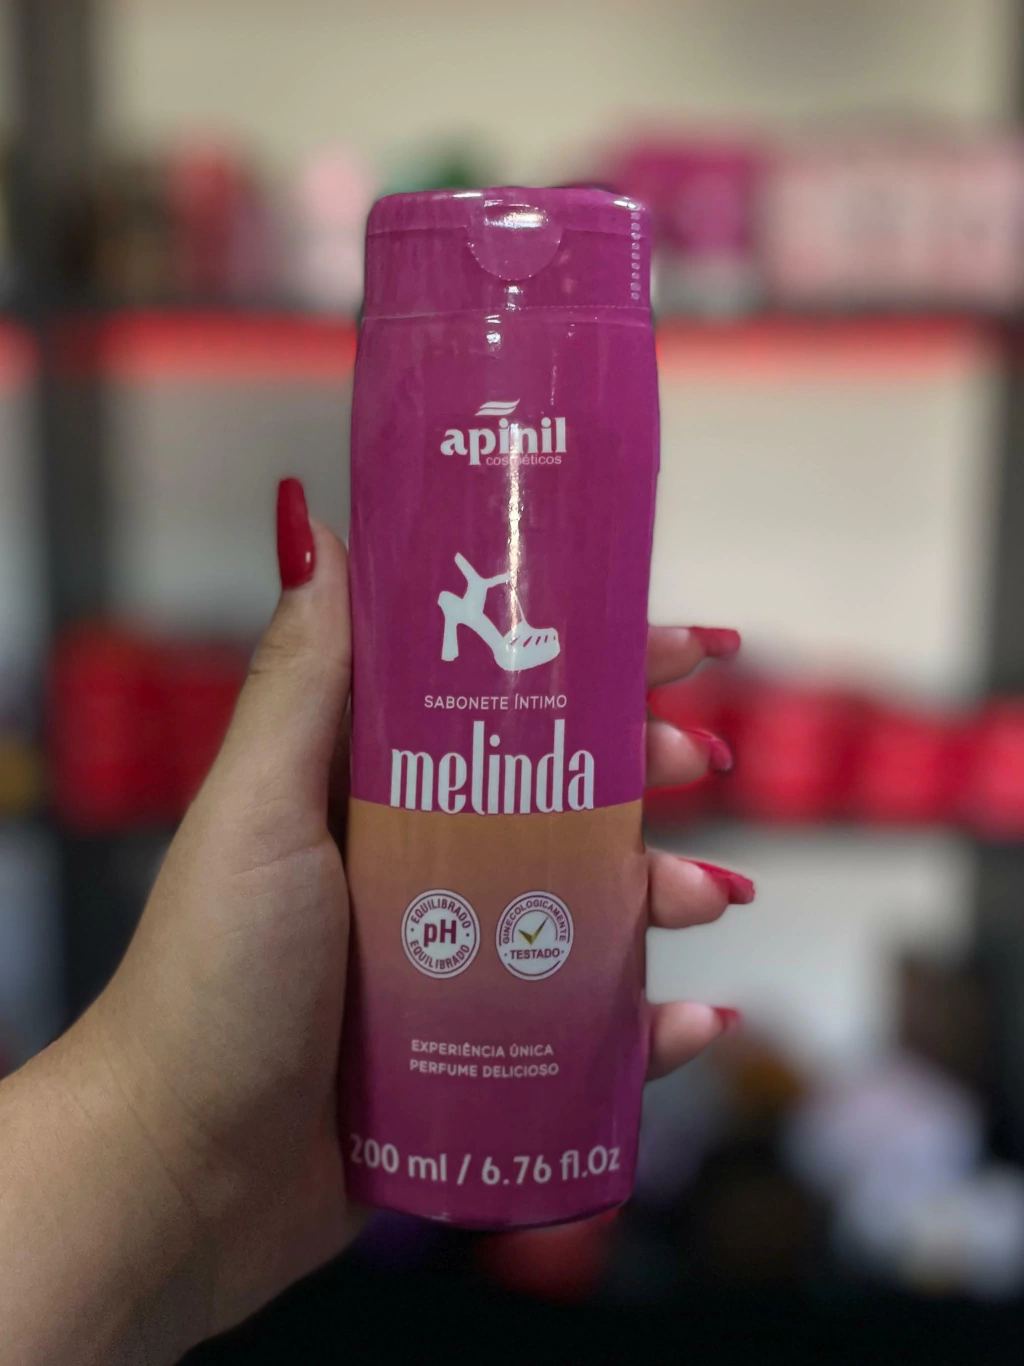 apinil
cosméticos
SABONETE ÍNTIMO
melinda
EQUILIBRADO
pH
EQUILIBRADO
GINECOLOGICAMENTE
TESTADO
EXPERIÊNCIA ÚNICA
PERFUME DELICIOSO
200 ml / 6.76 fl.Oz